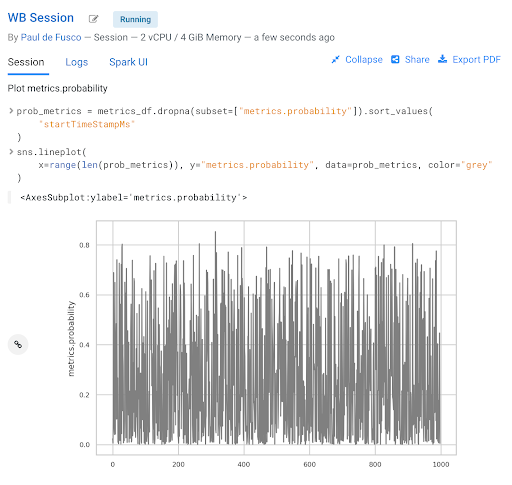 WB Session Running
By Paul de Fusco — Session — 2 vCPU / 4 GiB Memory — a few seconds ago
Session Logs Spark UI Collapse Share Export PDF
Plot metrics.probability
> prob_metrics = metrics_df.dropna(subset=["metrics.probability"]).sort_values(
'startTimeStampMs"
)
> sns.lineplot(
x=range(len(prob_metrics)), y="metrics.probability", data=prob_metrics, color="grey"
)
<AxesSubplot:ylabel='metrics.probability'>
metrics.probability
0.8
0.6
0.4
0.2
0.0
0 200 400 600 800 1000